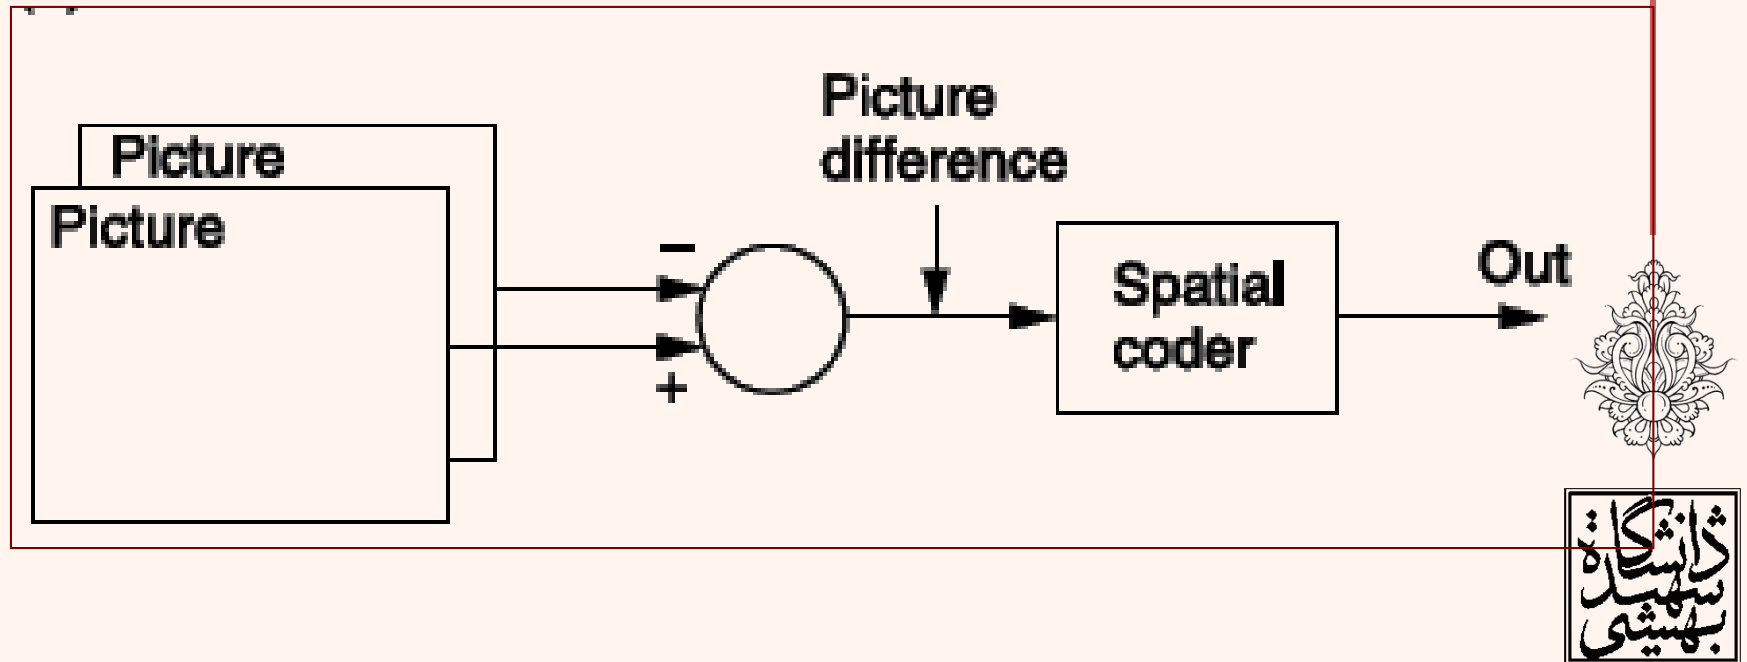 Picture
Picture
Picture
difference
−
+
Spatial
coder
Out
دانشگاه
شهید
بهشتی